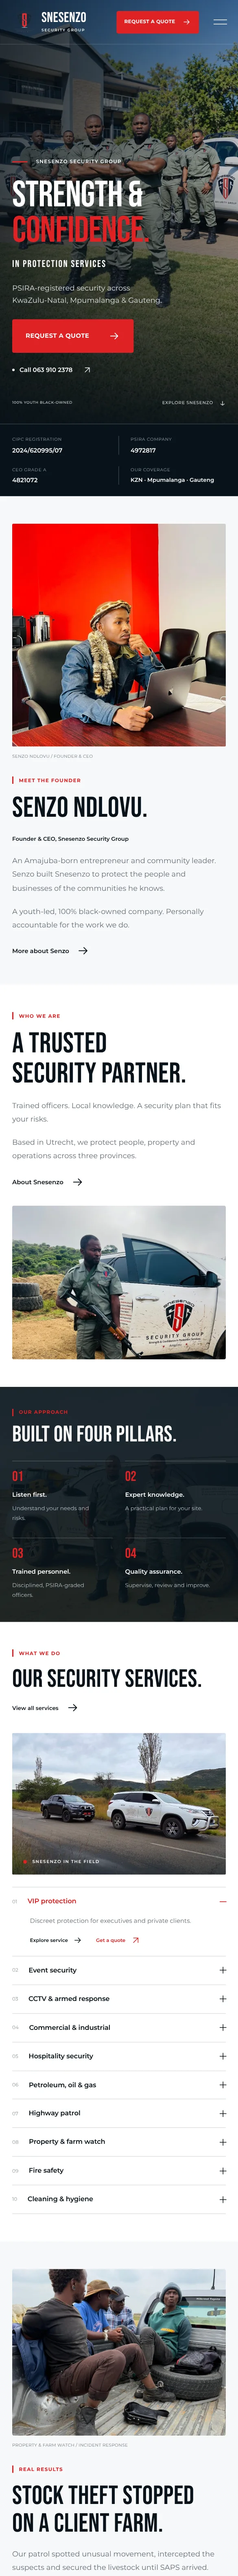 SNESENZO
SECURITY GROUP
REQUEST A QUOTE
SNESENZO SECURITY GROUP
STRENGTH &
CONFIDENCE.
IN PROTECTION SERVICES
PSIRA-registered security across
KwaZulu-Natal, Mpumalanga & Gauteng.
REQUEST A QUOTE
Call 063 910 2378
100% YOUTH BLACK-OWNED
EXPLORE SNESENZO
CIPC REGISTRATION
2024/620995/07
PSIRA COMPANY
4972817
CEO GRADE A
4821072
OUR COVERAGE
KZN · Mpumalanga · Gauteng
SENZO NDLOVU / FOUNDER & CEO
MEET THE FOUNDER
SENZO NDLOVU.
Founder & CEO, Snesenzo Security Group
An Amajuba-born entrepreneur and community leader.
Senzo built Snesenzo to protect the people and
businesses of the communities he knows.
A youth-led, 100% black-owned company. Personally
accountable for the work we do.
More about Senzo
WHO WE ARE
A TRUSTED
SECURITY PARTNER.
Trained officers. Local knowledge. A security plan that fits
your risks.
Based in Utrecht, we protect people, property and
operations across three provinces.
About Snesenzo
SECURITY GROUP
OUR APPROACH
BUILT ON FOUR PILLARS.
01
Listen first.
Understand your needs and
risks.
02
Expert knowledge.
A practical plan for your site.
03
Trained personnel.
Disciplined, PSIRA-graded
officers.
04
Quality assurance.
Supervise, review and improve.
WHAT WE DO
OUR SECURITY SERVICES.
View all services
SNESENZO IN THE FIELD
01 VIP protection
Discreet protection for executives and private clients.
Explore service
Get a quote
02 Event security
03 CCTV & armed response
04 Commercial & industrial
05 Hospitality security
06 Petroleum, oil & gas
07 Highway patrol
08 Property & farm watch
09 Fire safety
10 Cleaning & hygiene
PROPERTY & FARM WATCH / INCIDENT RESPONSE
REAL RESULTS
STOCK THEFT STOPPED
ON A CLIENT FARM.
Our patrol spotted unusual movement, intercepted the
suspects and secured the livestock until SAPS arrived.